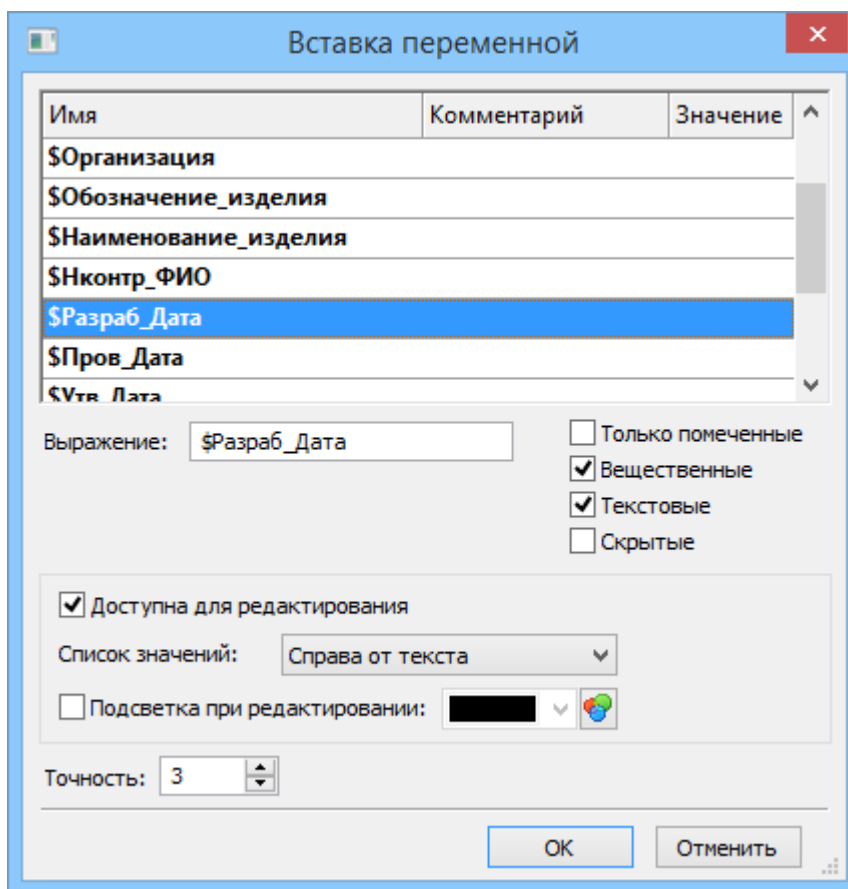 Вставка переменной
Имя Комментарий Значение
$Организация
$Обозначение_изделия
$Наименование_изделия
$Нконтр_ФИО
$Разраб_Дата
$Пров_Дата
$Утв_Дата
Выражение: $Разраб_Дата
Только помеченные
Вещественные
Текстовые
Скрытые
Доступна для редактирования
Список значений: Справа от текста
Подсветка при редактировании:
Точность: 3
OK Отменить